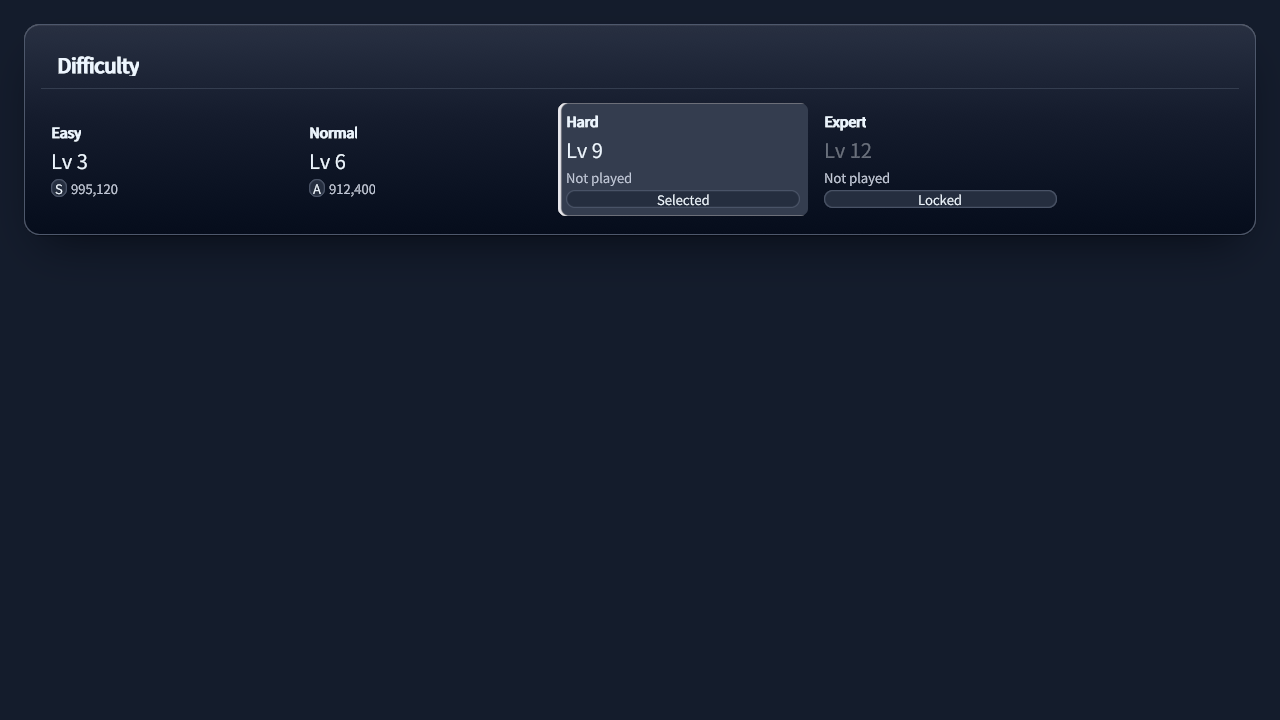 Difficulty
Easy
Lv 3
S 995,120
Normal
Lv 6
A 912,400
Hard
Lv 9
Not played
Selected
Expert
Lv 12
Not played
Locked